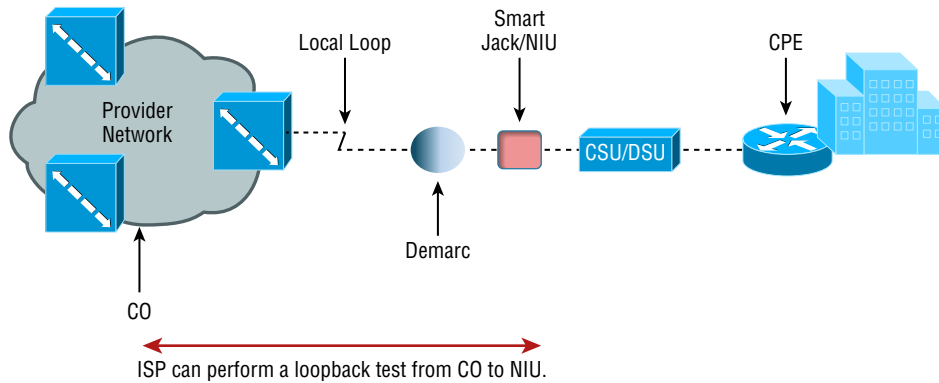 Local Loop
Smart
Jack/NIU
CPE
Provider
Network
CSU/DSU
Demarc
CO
ISP can perform a loopback test from CO to NIU.